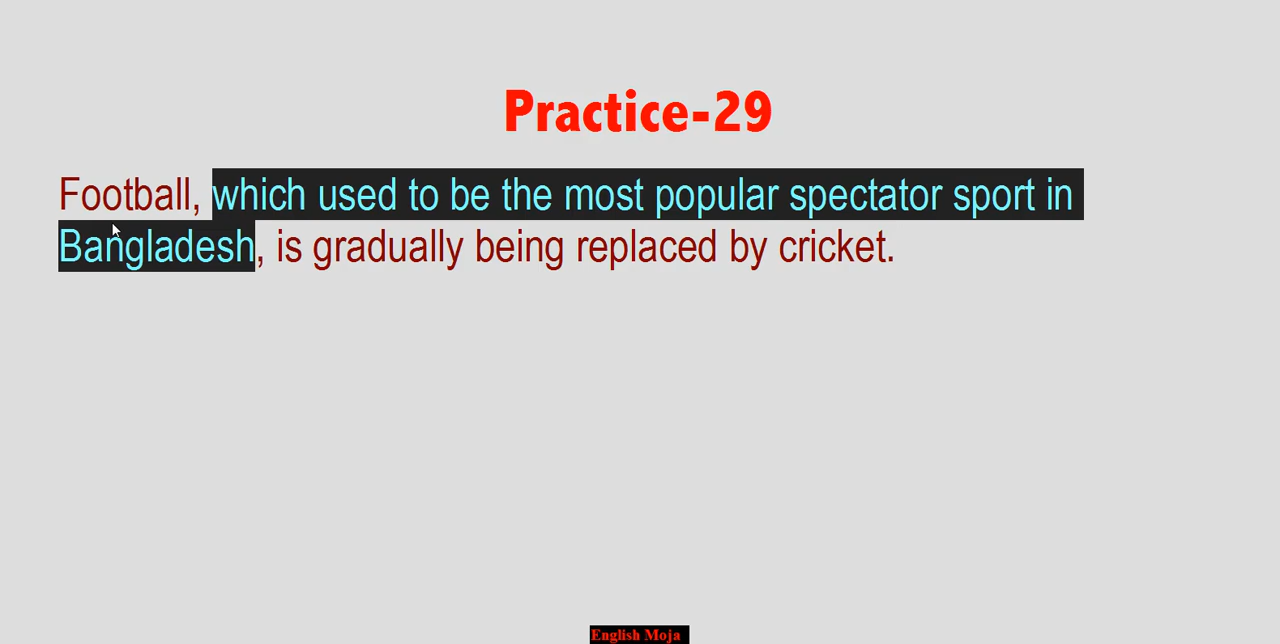 Practice-29
Football, which used to be the most popular spectator sport in
Bangladesh, is gradually being replaced by cricket.
English Moja